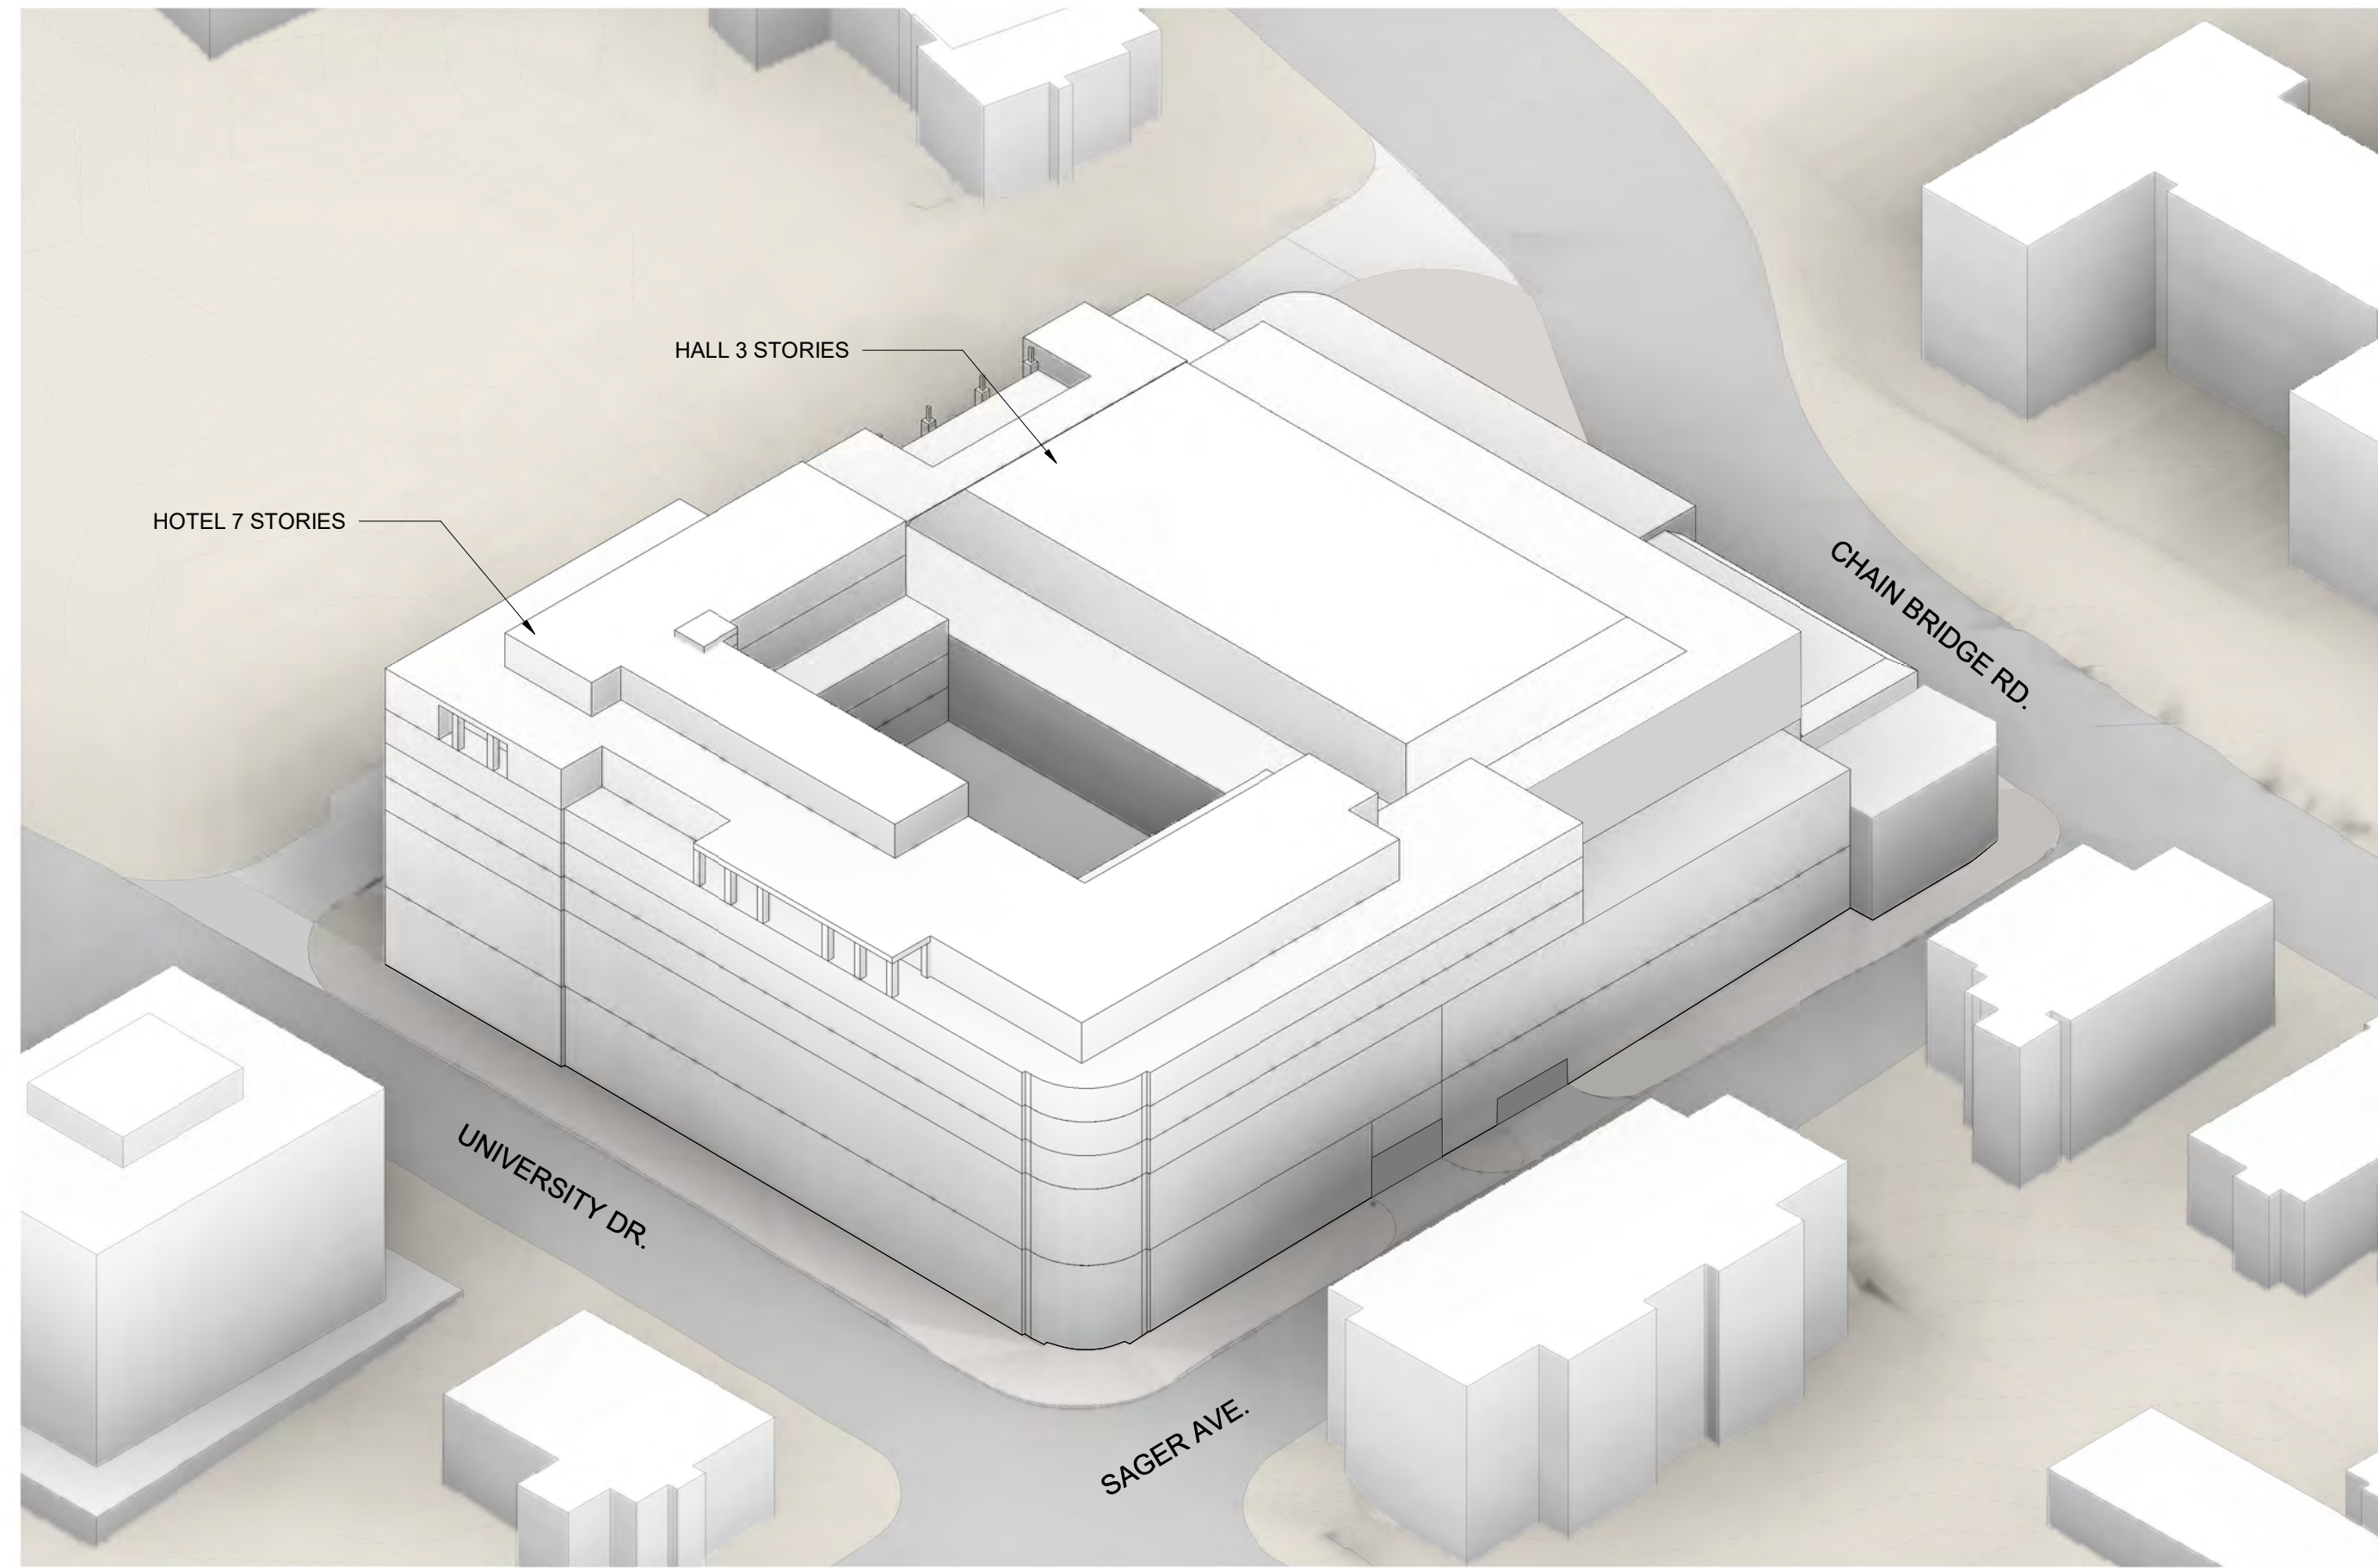 HALL 3 STORIES
HOTEL 7 STORIES
CHAIN BRIDGE RD.
UNIVERSITY DR.
SAGER AVE.